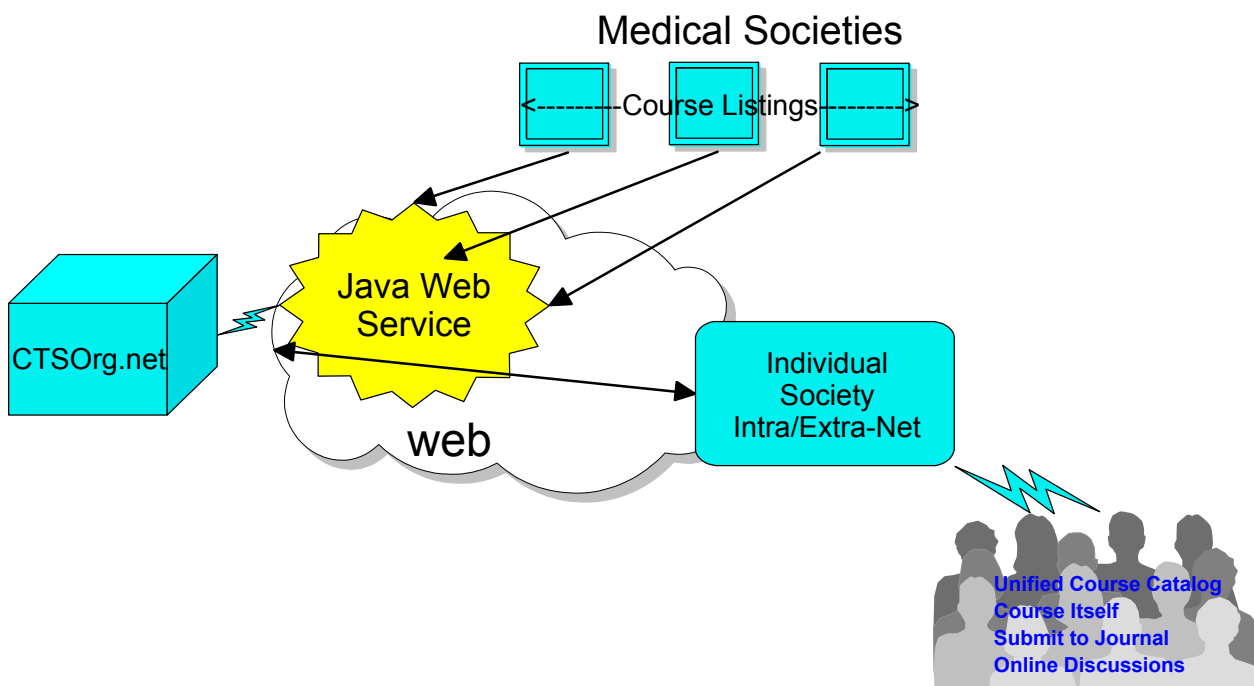 Medical Societies
<---------Course Listings-------->
Java Web
Service
CTSOrg.net
web
Individual
Society
Intra/Extra-Net
Unified Course Catalog
Course Itself
Submit to Journal
Online Discussions